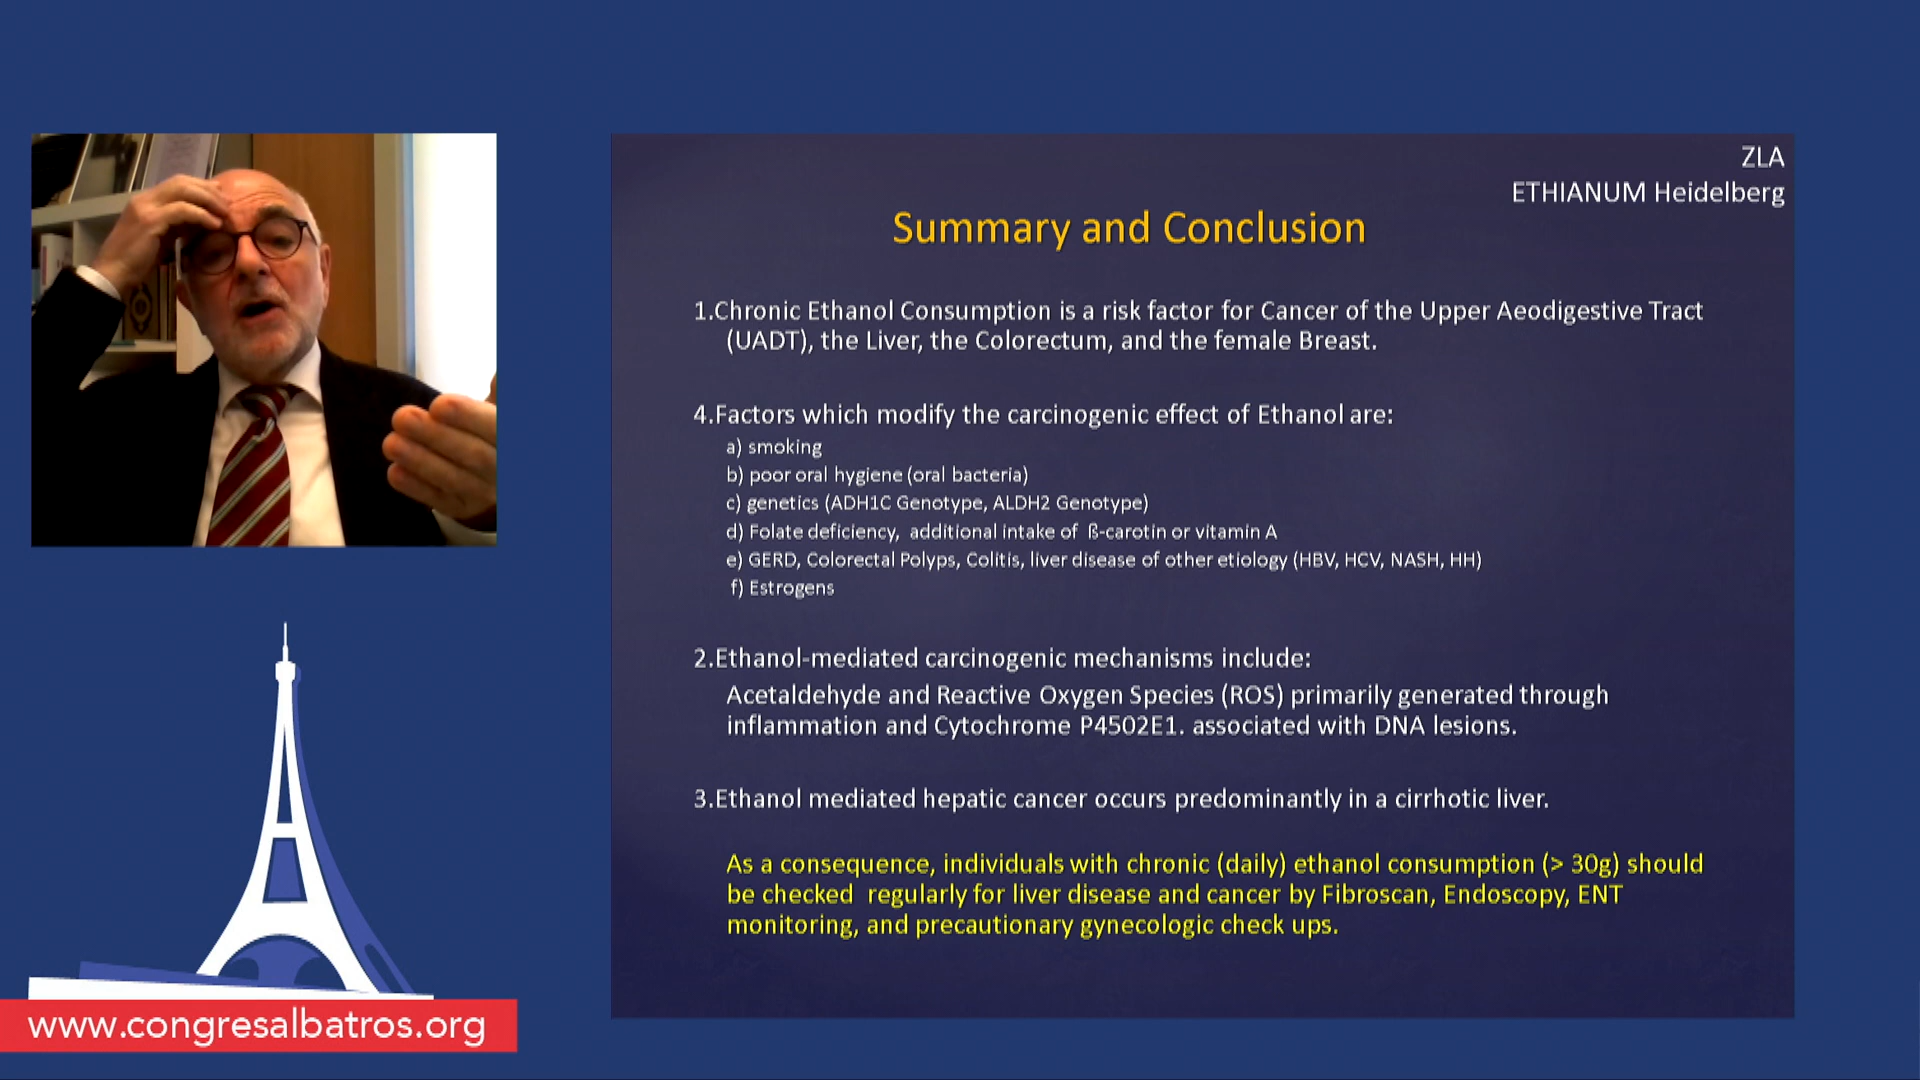 ZLA
ETHIANUM Heidelberg
Summary and Conclusion
1.Chronic Ethanol Consumption is a risk factor for Cancer of the Upper Aeodigestive Tract
(UADT), the Liver, the Colorectum, and the female Breast.
4.Factors which modify the carcinogenic effect of Ethanol are:
a) smoking
b) poor oral hygiene (oral bacteria)
c) genetics (ADH1C Genotype, ALDH2 Genotype)
d) Folate deficiency, additional intake of ß-carotin or vitamin A
e) GERD, Colorectal Polyps, Colitis, liver disease of other etiology (HBV, HCV, NASH, HH)
f) Estrogens
2.Ethanol-mediated carcinogenic mechanisms include:
Acetaldehyde and Reactive Oxygen Species (ROS) primarily generated through
inflammation and Cytochrome P4502E1. associated with DNA lesions.
3.Ethanol mediated hepatic cancer occurs predominantly in a cirrhotic liver.
As a consequence, individuals with chronic (daily) ethanol consumption (> 30g) should
be checked regularly for liver disease and cancer by Fibroscan, Endoscopy, ENT
monitoring, and precautionary gynecologic check ups.
www.congresalbatros.org